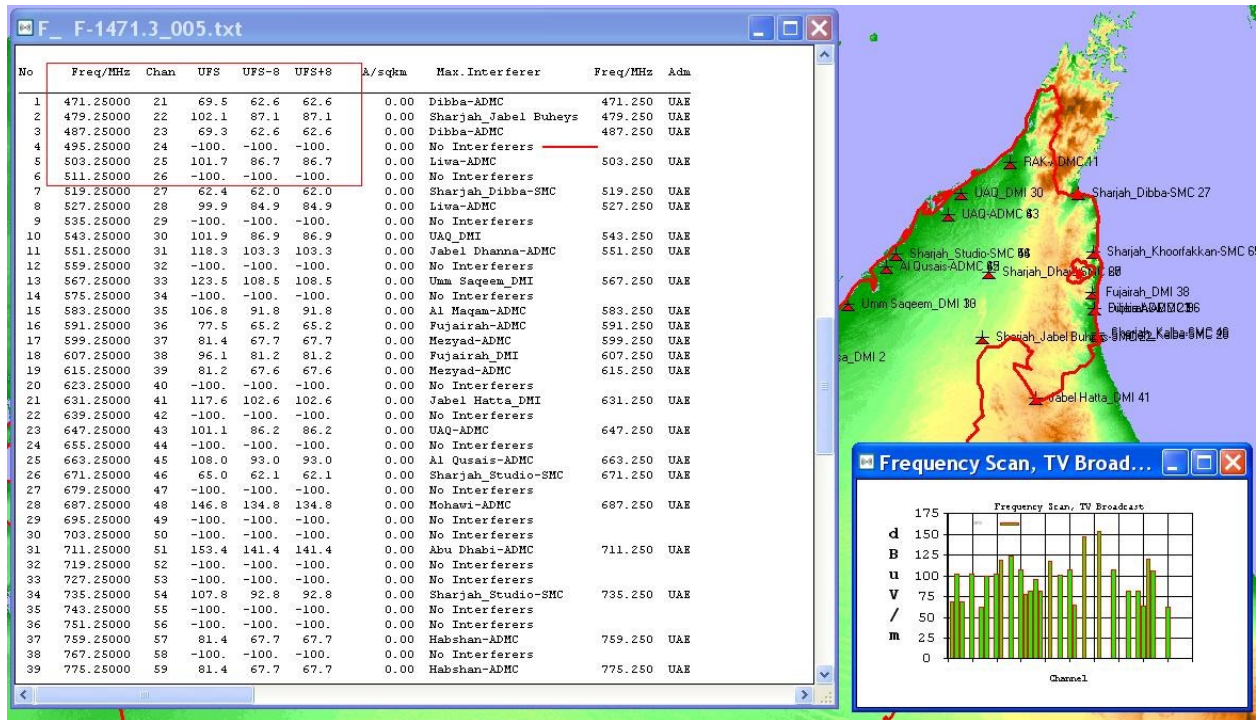 F_ F-1471.3_005.txt
No Freq/MHz Chan UFS UFS-8 UFS+8 A/sqkm Max.Interferer Freq/MHz Adm
1 471.25000 21 69.5 62.6 62.6 0.00 Dibba-ADMC 471.250 UAE
2 479.25000 22 102.1 87.1 87.1 0.00 Sharjah_Jabel Buheys 479.250 UAE
3 487.25000 23 69.3 62.6 62.6 0.00 Dibba-ADMC 487.250 UAE
4 495.25000 24 -100. -100. -100. 0.00 No Interferers
5 503.25000 25 101.7 86.7 86.7 0.00 Liwa-ADMC 503.250 UAE
6 511.25000 26 -100. -100. -100. 0.00 No Interferers
7 519.25000 27 62.4 62.0 62.0 0.00 Sharjah_Dibba-SMC 519.250 UAE
8 527.25000 28 99.9 84.9 84.9 0.00 Liwa-ADMC 527.250 UAE
9 535.25000 29 -100. -100. -100. 0.00 No Interferers
10 543.25000 30 101.9 86.9 86.9 0.00 UAQ_DMI 543.250 UAE
11 551.25000 31 118.3 103.3 103.3 0.00 Jabel Dhanna-ADMC 551.250 UAE
12 559.25000 32 -100. -100. -100. 0.00 No Interferers
13 567.25000 33 123.5 108.5 108.5 0.00 Umm Saqeem_DMI 567.250 UAE
14 575.25000 34 -100. -100. -100. 0.00 No Interferers
15 583.25000 35 106.8 91.8 91.8 0.00 Al Maqam-ADMC 583.250 UAE
16 591.25000 36 77.5 65.2 65.2 0.00 Fujairah-ADMC 591.250 UAE
17 599.25000 37 81.4 67.7 67.7 0.00 Mezyad-ADMC 599.250 UAE
18 607.25000 38 96.1 81.2 81.2 0.00 Fujairah_DMI 607.250 UAE
19 615.25000 39 81.2 67.6 67.6 0.00 Mezyad-ADMC 615.250 UAE
20 623.25000 40 -100. -100. -100. 0.00 No Interferers
21 631.25000 41 117.6 102.6 102.6 0.00 Jabel Hatta_DMI 631.250 UAE
22 639.25000 42 -100. -100. -100. 0.00 No Interferers
23 647.25000 43 101.1 86.2 86.2 0.00 UAQ-ADMC 647.250 UAE
24 655.25000 44 -100. -100. -100. 0.00 No Interferers
25 663.25000 45 108.0 93.0 93.0 0.00 Al Qusais-ADMC 663.250 UAE
26 671.25000 46 65.0 62.1 62.1 0.00 Sharjah_Studio-SMC 671.250 UAE
27 679.25000 47 -100. -100. -100. 0.00 No Interferers
28 687.25000 48 146.8 134.8 134.8 0.00 Mohawi-ADMC 687.250 UAE
29 695.25000 49 -100. -100. -100. 0.00 No Interferers
30 703.25000 50 -100. -100. -100. 0.00 No Interferers
31 711.25000 51 153.4 141.4 141.4 0.00 Abu Dhabi-ADMC 711.250 UAE
32 719.25000 52 -100. -100. -100. 0.00 No Interferers
33 727.25000 53 -100. -100. -100. 0.00 No Interferers
34 735.25000 54 107.8 92.8 92.8 0.00 Sharjah_Studio-SMC 735.250 UAE
35 743.25000 55 -100. -100. -100. 0.00 No Interferers
36 751.25000 56 -100. -100. -100. 0.00 No Interferers
37 759.25000 57 81.4 67.7 67.7 0.00 Habshan-ADMC 759.250 UAE
38 767.25000 58 -100. -100. -100. 0.00 No Interferers
39 775.25000 59 81.4 67.7 67.7 0.00 Habshan-ADMC 775.250 UAE
RAK-ADMC 41
UAQ_DMI 30
Sharjah_Dibba-SMC 27
UAQ-ADMC
Sharjah_Studio-SMC
Sharjah_Khoorfakkan-SMC
Al Qusais-ADMC
Fujairah_DMI 38
Umm Saqeem_DMI
Sharjah_Jabel
DMI 2
Jabel Hatta_DMI 41
Frequency Scan, TV Broad...
Frequency Scan, TV Broadcast
dBuV/m
175
150
125
100
75
50
25
0
Channel